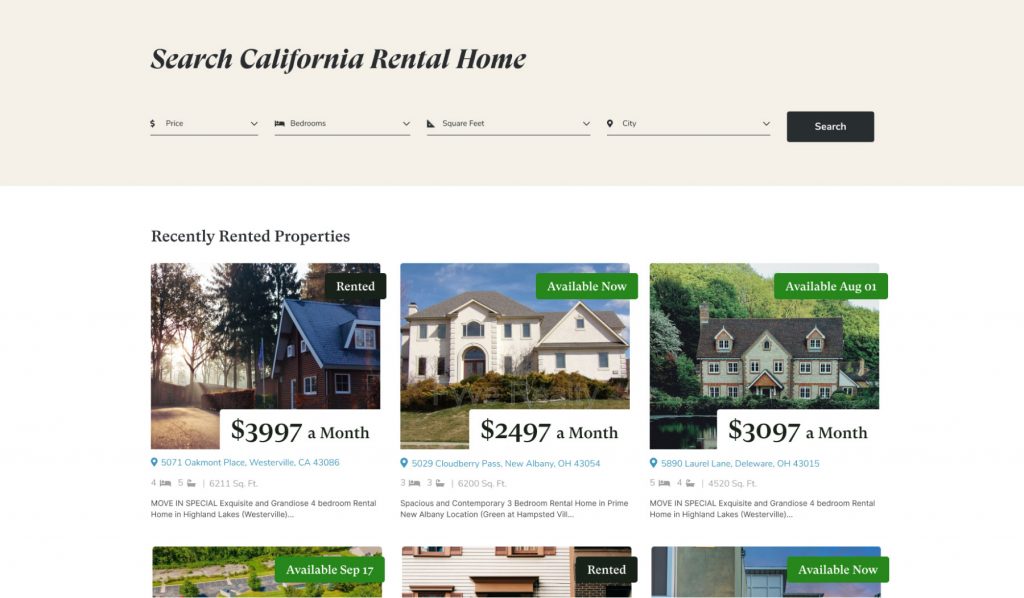 Search California Rental Home
$ Price
Bedrooms
Square Feet
City
Search
Recently Rented Properties
Rented
$3997 a Month
5071 Oakmont Place, Westerville, CA 43086
4 5 | 6211 Sq. Ft.
MOVE IN SPECIAL Exquisite and Grandiose 4 bedroom Rental
Home in Highland Lakes (Westerville)...
Available Now
Realty
$2497 a Month
5029 Cloudberry Pass, New Albany, OH 43054
3 3 | 6200 Sq. Ft.
Spacious and Contemporary 3 Bedroom Rental Home in Prime
New Albany Location (Green at Hampsted Vill...
Available Aug 01
$3097 a Month
5890 Laurel Lane, Deleware, OH 43015
5 4 | 4520 Sq. Ft.
MOVE IN SPECIAL Exquisite and Grandiose 4 bedroom Rental
Home in Highland Lakes (Westerville)...
Available Sep 17
Rented
Available Now